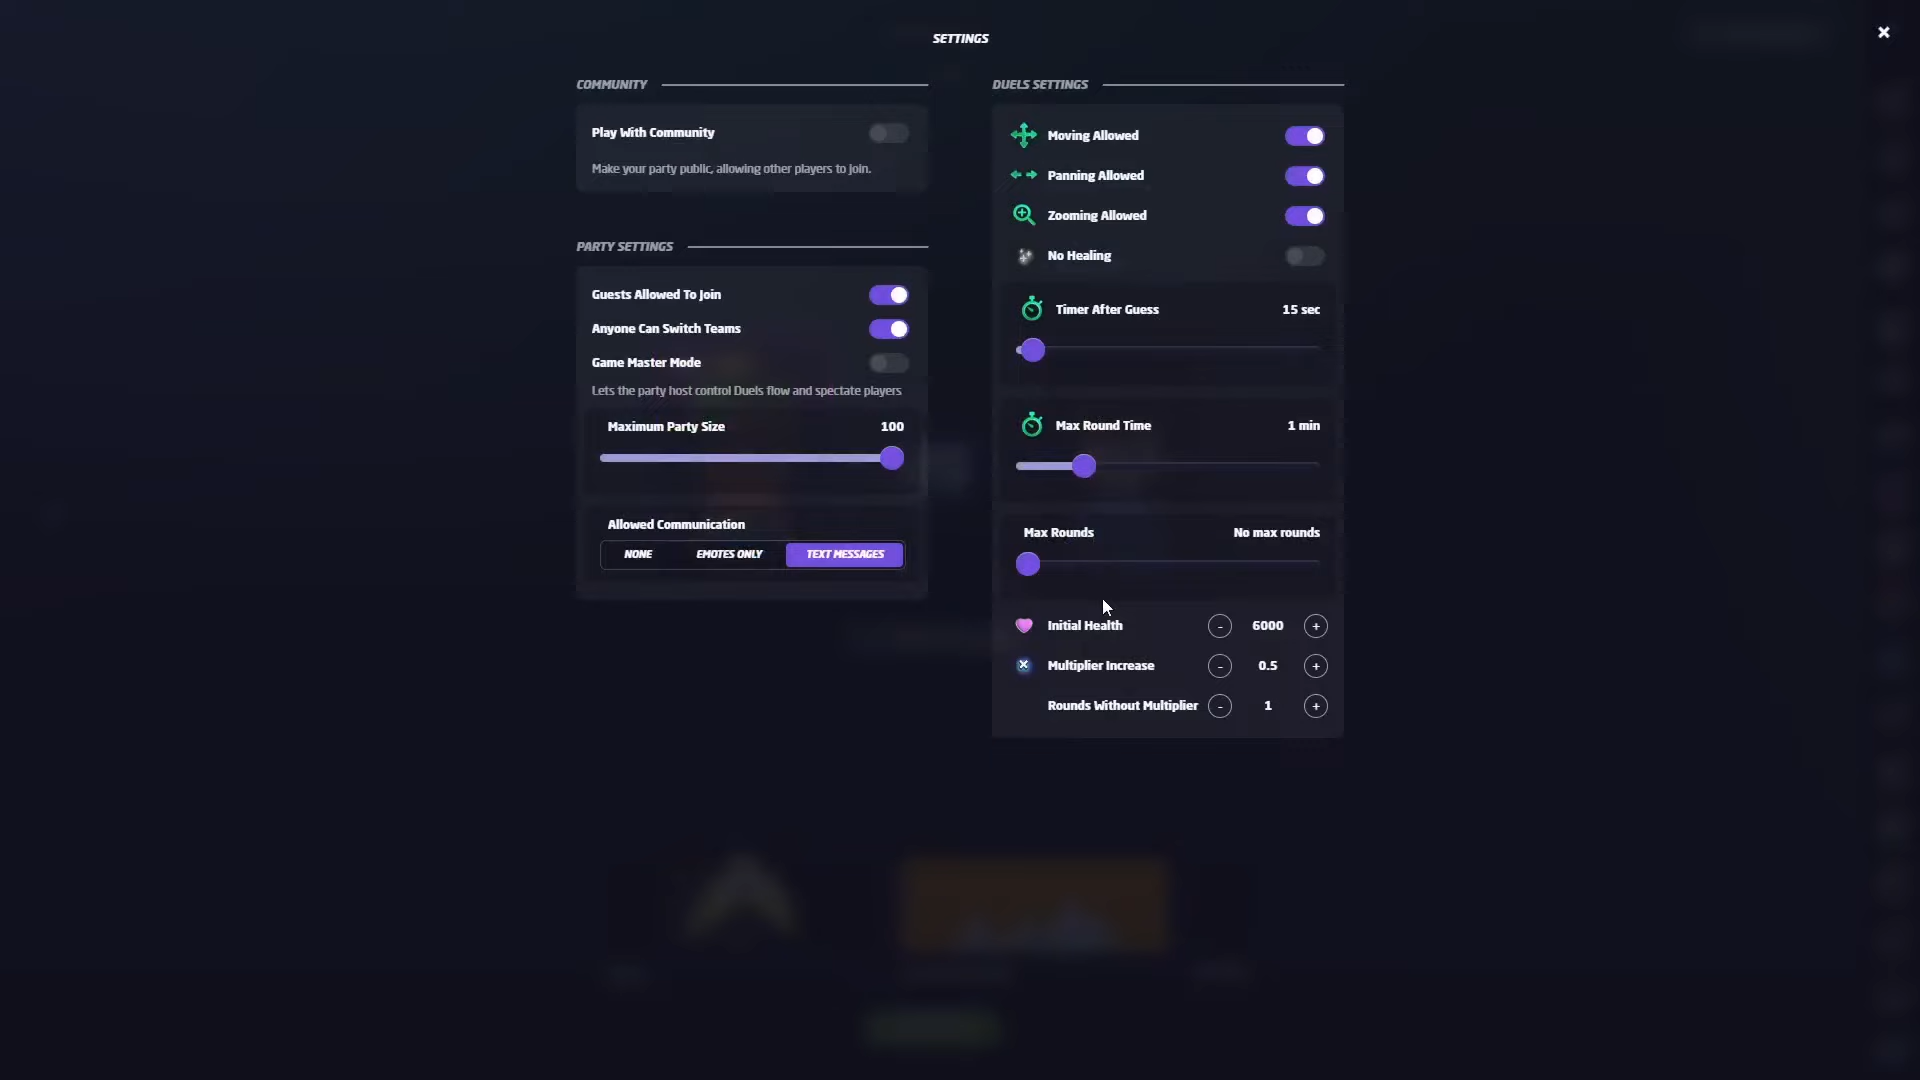 SETTINGS
COMMUNITY
Play With Community
Make your party public, allowing other players to join.
PARTY SETTINGS
Guests Allowed To Join
Anyone Can Switch Teams
Game Master Mode
Lets the party host control Duels flow and spectate players
Maximum Party Size 100
Allowed Communication
NONE EMOTES ONLY TEXT MESSAGES
DUELS SETTINGS
Moving Allowed
Panning Allowed
Zooming Allowed
No Healing
Timer After Guess 15 sec
Max Round Time 1 min
Max Rounds No max rounds
Initial Health - 6000 +
Multiplier Increase - 0.5 +
Rounds Without Multiplier - 1 +